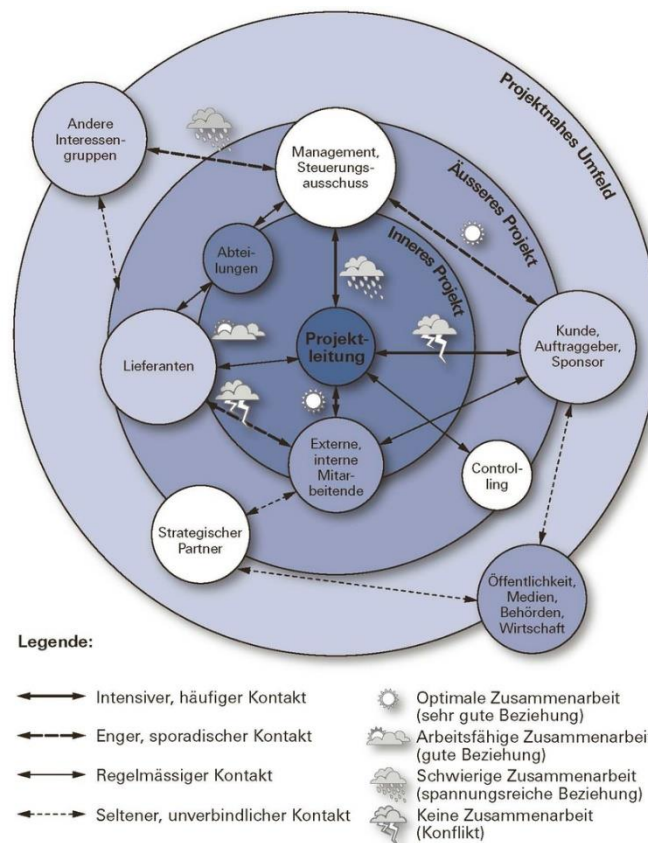 Projektnahes Umfeld
Andere
Interessen-
gruppen
Management,
Steuerungs-
ausschuss
Äusseres Projekt
Inneres Projekt
Abtei-
lungen
Projekt-
leitung
Kunde,
Auftraggeber,
Sponsor
Lieferanten
Externe,
interne
Mitar-
beitende
Control-
ling
Strategischer
Partner
Öffentlichkeit,
Medien,
Behörden,
Wirtschaft
Legende:
Intensiver, häufiger Kontakt
Enger, sporadischer Kontakt
Regelmässiger Kontakt
Seltener, unverbindlicher Kontakt
Optimale Zusammenarbeit
(sehr gute Beziehung)
Arbeitsfähige Zusammenarbeit
(gute Beziehung)
Schwierige Zusammenarbeit
(spannungsreiche Beziehung)
Keine Zusammenarbeit
(Konflikt)